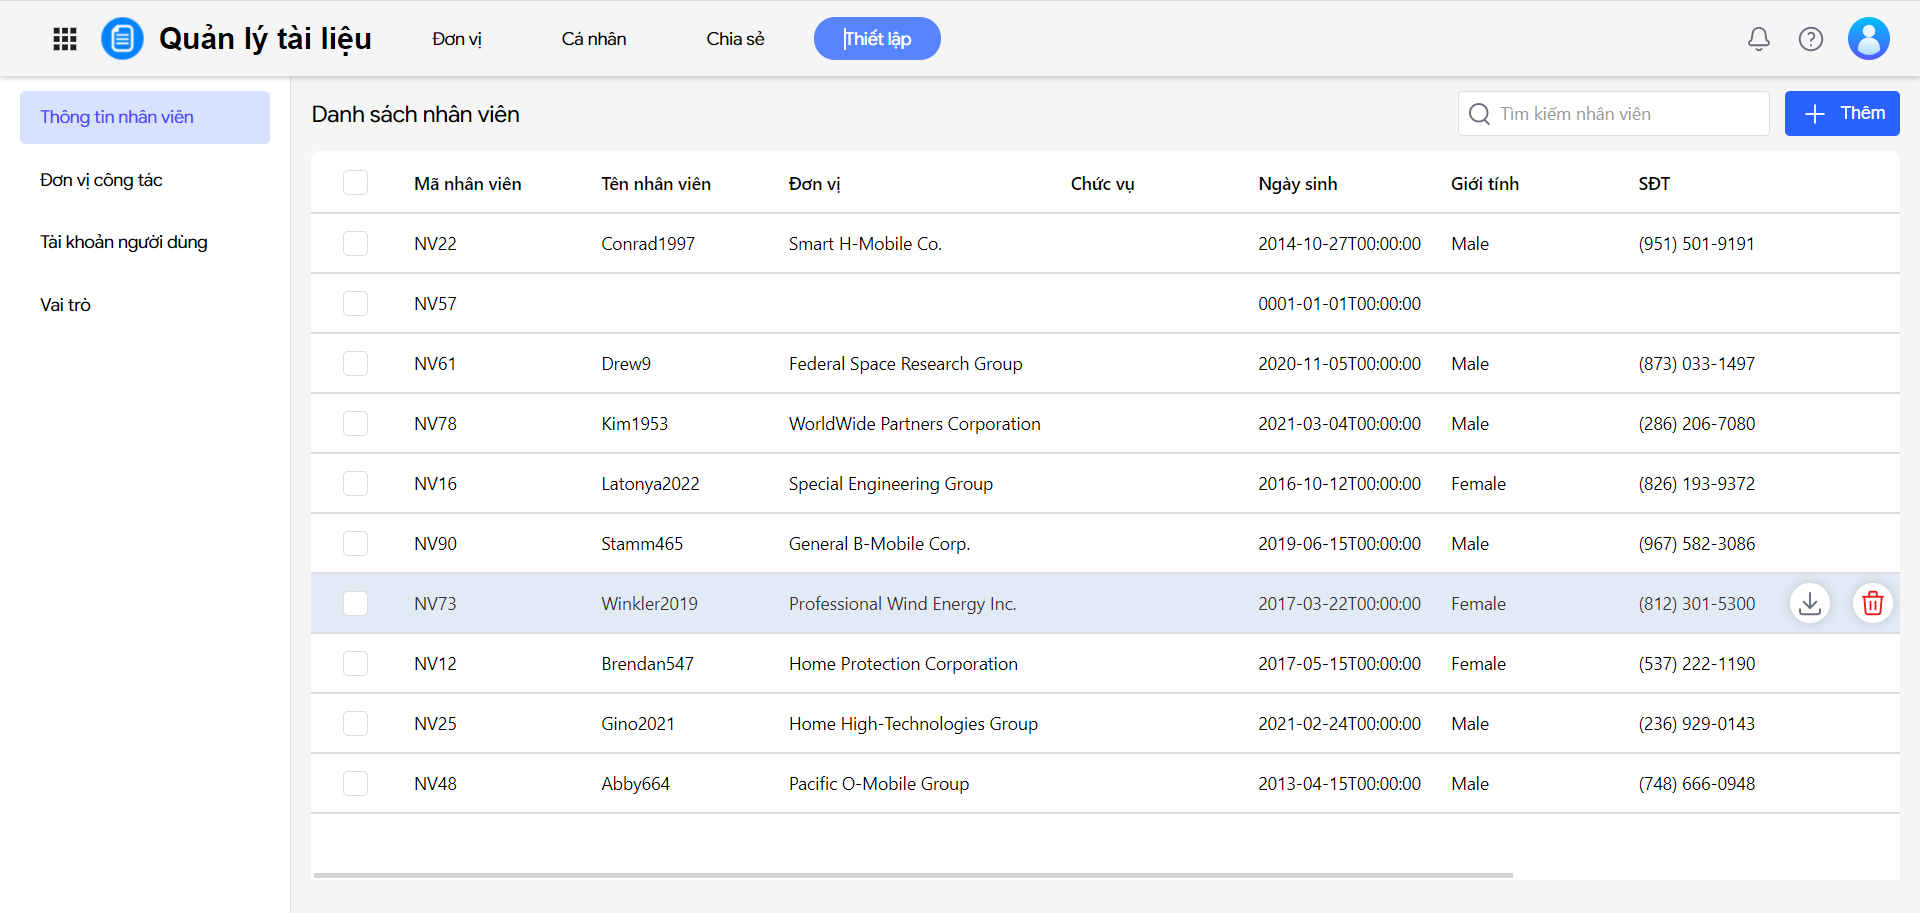 Quản lý tài liệu Đơn vị Cá nhân Chia sẻ Thiết lập
Thông tin nhân viên
Đơn vị công tác
Tài khoản người dùng
Vai trò
Danh sách nhân viên Tìm kiếm nhân viên Thêm
Mã nhân viên Tên nhân viên Đơn vị Chức vụ Ngày sinh Giới tính SĐT
NV22 Conrad1997 Smart H-Mobile Co. 2014-10-27T00:00:00 Male (951) 501-9191
NV57 0001-01-01T00:00:00
NV61 Drew9 Federal Space Research Group 2020-11-05T00:00:00 Male (873) 033-1497
NV78 Kim1953 WorldWide Partners Corporation 2021-03-04T00:00:00 Male (286) 206-7080
NV16 Latonya2022 Special Engineering Group 2016-10-12T00:00:00 Female (826) 193-9372
NV90 Stamm465 General B-Mobile Corp. 2019-06-15T00:00:00 Male (967) 582-3086
NV73 Winkler2019 Professional Wind Energy Inc. 2017-03-22T00:00:00 Female (812) 301-5300
NV12 Brendan547 Home Protection Corporation 2017-05-15T00:00:00 Female (537) 222-1190
NV25 Gino2021 Home High-Technologies Group 2021-02-24T00:00:00 Male (236) 929-0143
NV48 Abby664 Pacific O-Mobile Group 2013-04-15T00:00:00 Male (748) 666-0948